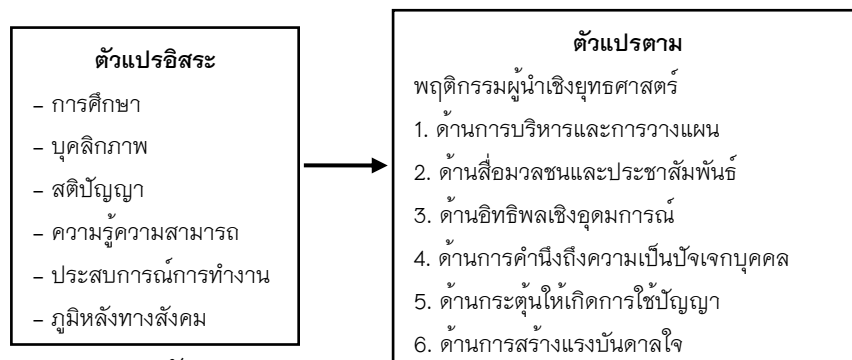 ตัวแปรอิสระ
– การศึกษา
– บุคลิกภาพ
– สติปัญญา
– ความรู้ความสามารถ
– ประสบการณ์การทำงาน
– ภูมิหลังทางสังคม
ตัวแปรตาม
พฤติกรรมผู้นำเชิงยุทธศาสตร์
1. ด้านการบริหารและการวางแผน
2. ด้านสื่อมวลชนและประชาสัมพันธ์
3. ด้านอิทธิพลเชิงอุดมการณ์
4. ด้านการคำนึงถึงความเป็นปัจเจกบุคคล
5. ด้านกระตุ้นให้เกิดการใช้ปัญญา
6. ด้านการสร้างแรงบันดาลใจ